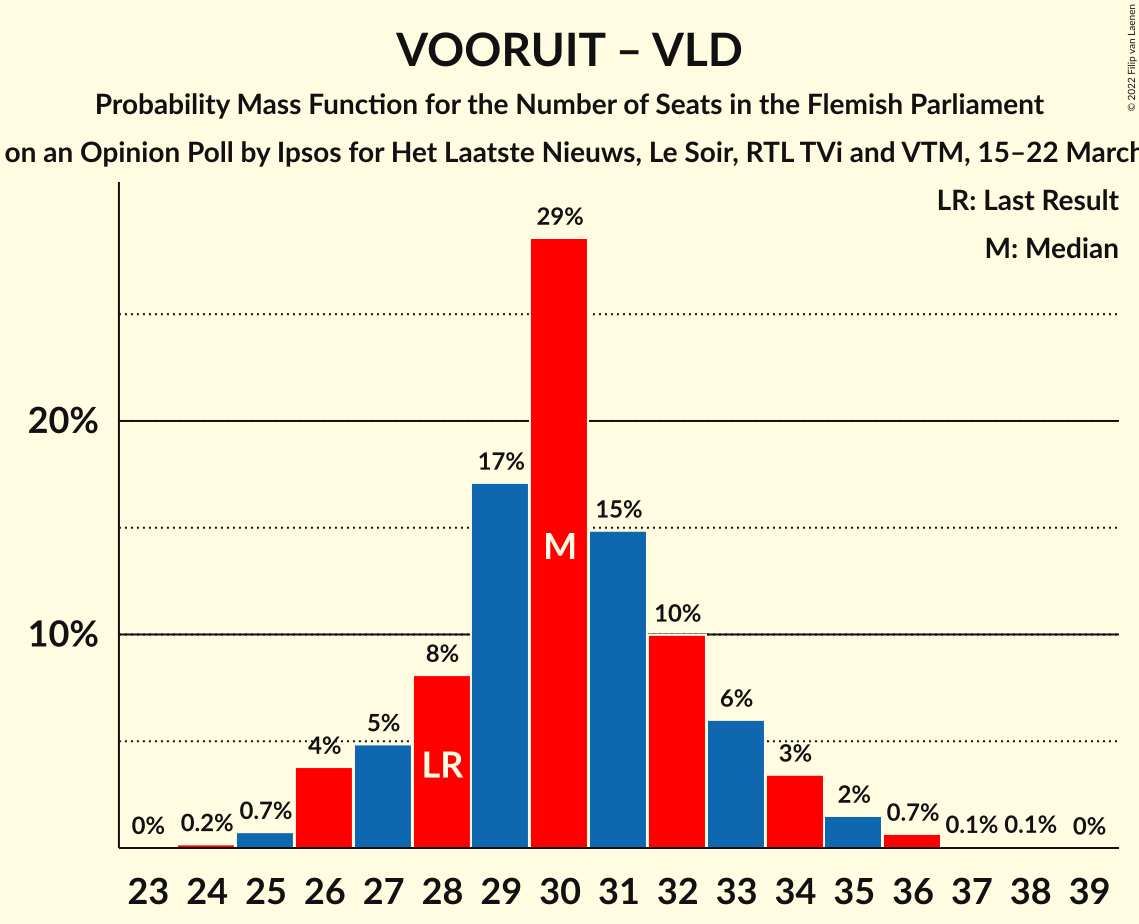 VOORUIT – VLD
Probability Mass Function for the Number of Seats in the Flemish Parliament
on an Opinion Poll by Ipsos for Het Laatste Nieuws, Le Soir, RTL TVi and VTM, 15–22 March
© 2022 Filip van Laenen
LR: Last Result
M: Median
29%
20%
17%
15%
M
10%
10%
8%
6%
5%
4%
LR
3%
2%
0% 0.2% 0.7% 0.7% 0.1% 0.1% 0%
23 24 25 26 27 28 29 30 31 32 33 34 35 36 37 38 39